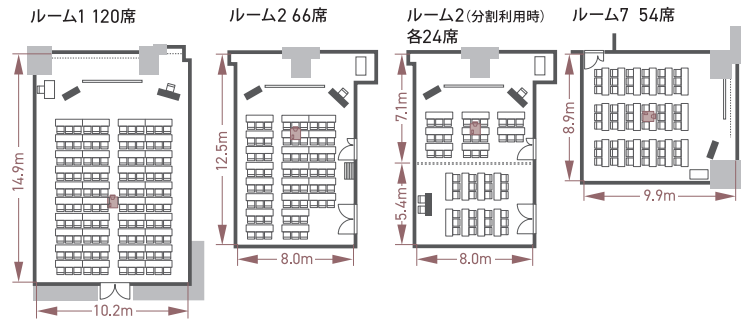 ルーム1 120席
ルーム2 66席
ルーム2（分割利用時）
各24席
ルーム7 54席
14.9m
10.2m
12.5m
8.0m
7.1m
5.4m
8.0m
8.9m
9.9m